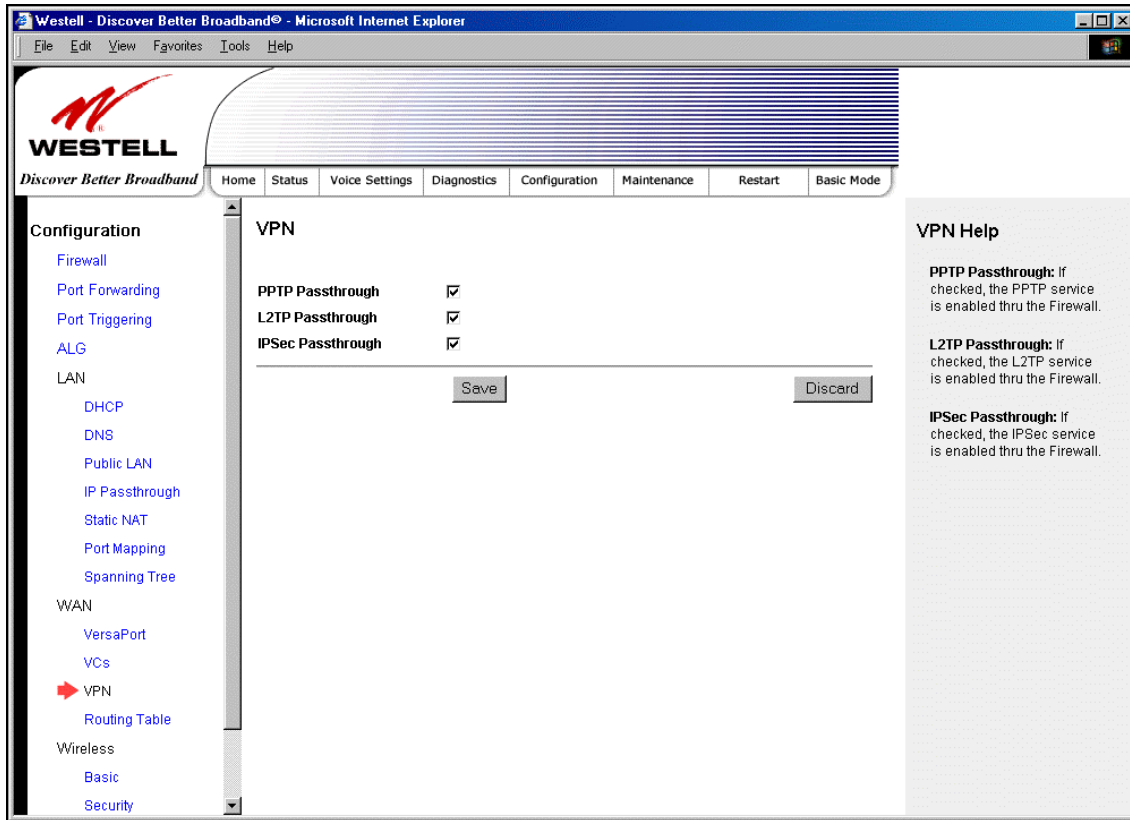 Westell - Discover Better Broadband® - Microsoft Internet Explorer
File Edit View Favorites Tools Help
WESTELL
Discover Better Broadband
Home Status Voice Settings Diagnostics Configuration Maintenance Restart Basic Mode
Configuration
Firewall
Port Forwarding
Port Triggering
ALG
LAN
DHCP
DNS
Public LAN
IP Passthrough
Static NAT
Port Mapping
Spanning Tree
WAN
VersaPort
VCs
VPN
Routing Table
Wireless
Basic
Security
VPN
PPTP Passthrough
L2TP Passthrough
IPSec Passthrough
Save Discard
VPN Help
PPTP Passthrough: If
checked, the PPTP service
is enabled thru the Firewall.
L2TP Passthrough: If
checked, the L2TP service
is enabled thru the Firewall.
IPSec Passthrough: If
checked, the IPSec service
is enabled thru the Firewall.